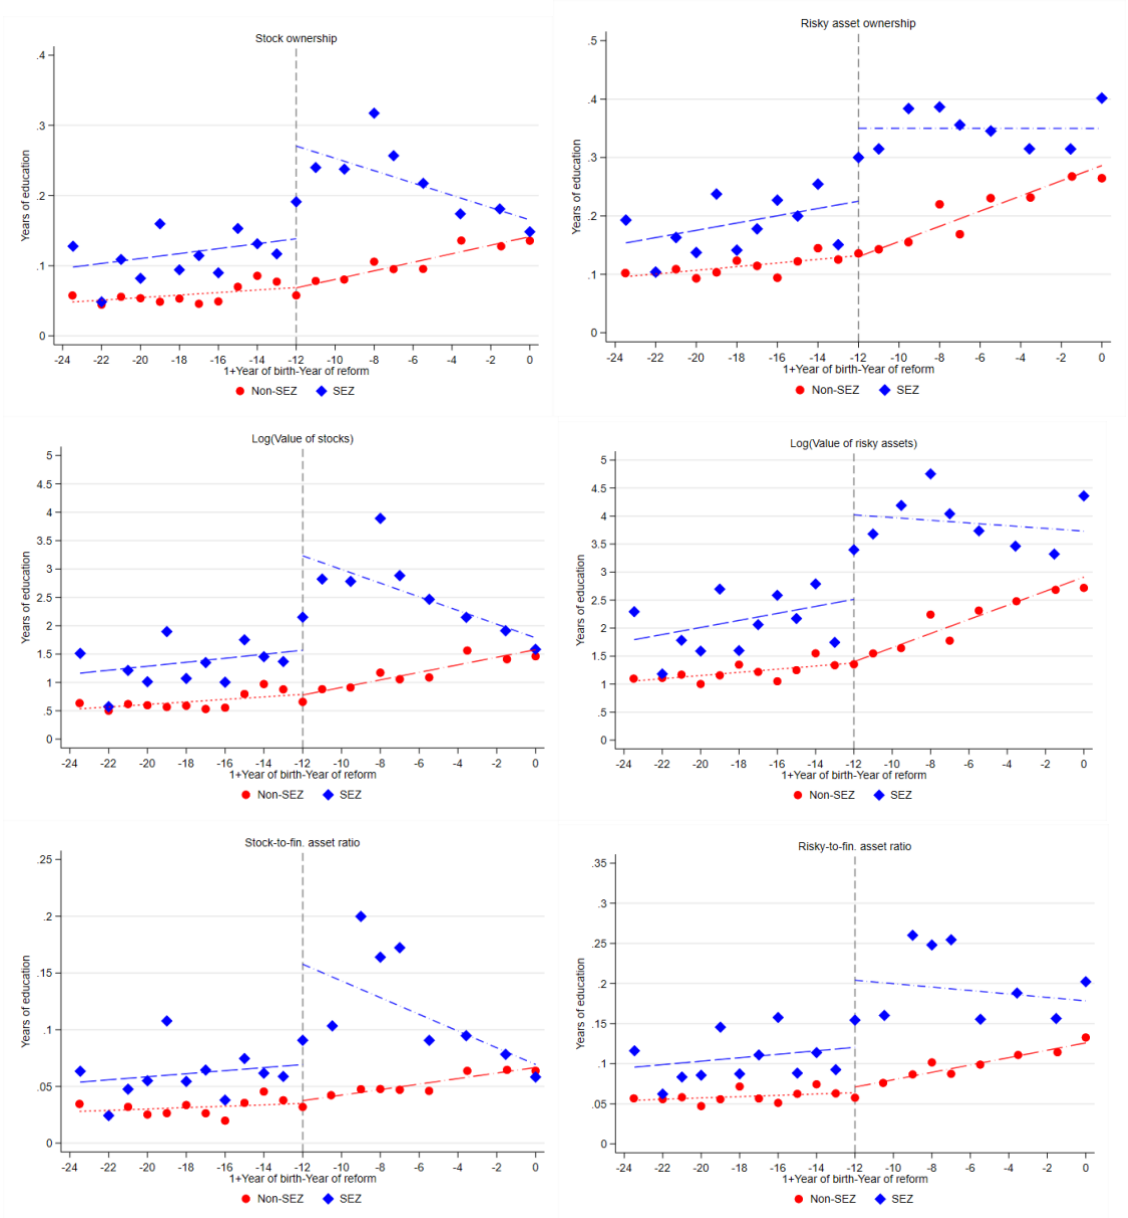 Stock ownership
Years of education
.4
.3
.2
.1
0
-24 -22 -20 -18 -16 -14 -12 -10 -8 -6 -4 -2 0
1+Year of birth-Year of reform
Non-SEZ SEZ
Risky asset ownership
Years of education
.5
.4
.3
.2
.1
0
-24 -22 -20 -18 -16 -14 -12 -10 -8 -6 -4 -2 0
1+Year of birth-Year of reform
Non-SEZ SEZ
Log(Value of stocks)
Years of education
5
4.5
4
3.5
3
2.5
2
1.5
1
.5
0
-24 -22 -20 -18 -16 -14 -12 -10 -8 -6 -4 -2 0
1+Year of birth-Year of reform
Non-SEZ SEZ
Log(Value of risky assets)
Years of education
5
4.5
4
3.5
3
2.5
2
1.5
1
.5
0
-24 -22 -20 -18 -16 -14 -12 -10 -8 -6 -4 -2 0
1+Year of birth-Year of reform
Non-SEZ SEZ
Stock-to-fin. asset ratio
Years of education
.25
.2
.15
.1
.05
0
-24 -22 -20 -18 -16 -14 -12 -10 -8 -6 -4 -2 0
1+Year of birth-Year of reform
Non-SEZ SEZ
Risky-to-fin. asset ratio
Years of education
.35
.3
.25
.2
.15
.1
.05
0
-24 -22 -20 -18 -16 -14 -12 -10 -8 -6 -4 -2 0
1+Year of birth-Year of reform
Non-SEZ SEZ